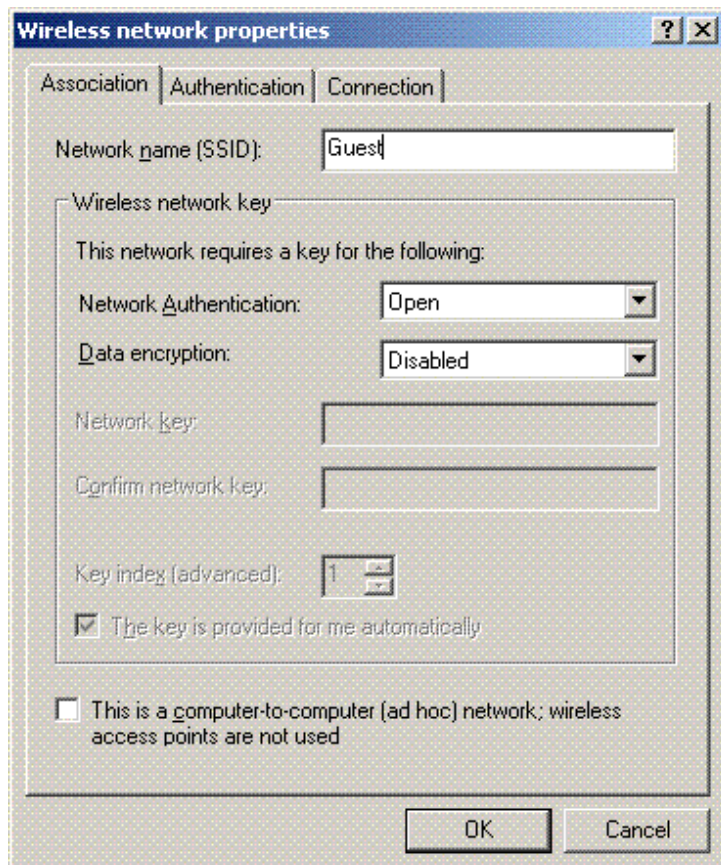 Wireless network properties
Association Authentication Connection
Network name (SSID): Guest
Wireless network key
This network requires a key for the following:
Network Authentication: Open
Data encryption: Disabled
Network key:
Confirm network key:
Key index (advanced): 1
The key is provided for me automatically
This is a computer-to-computer (ad hoc) network; wireless
access points are not used
OK Cancel